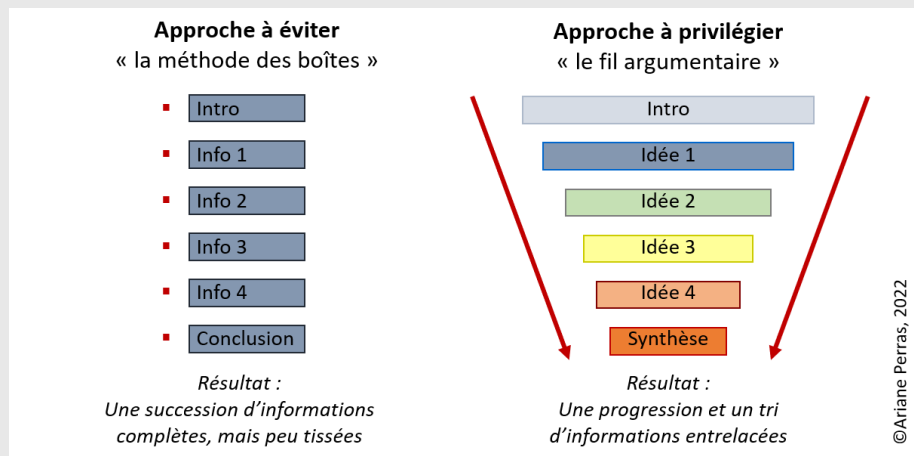 Approche à éviter
« la méthode des boîtes »
Intro
Info 1
Info 2
Info 3
Info 4
Conclusion
Résultat :
Une succession d’informations
complètes, mais peu tissées
Approche à privilégier
« le fil argumentaire »
Intro
Idée 1
Idée 2
Idée 3
Idée 4
Synthèse
Résultat :
Une progression et un tri
d’informations entrelacées
©Ariane Perras, 2022